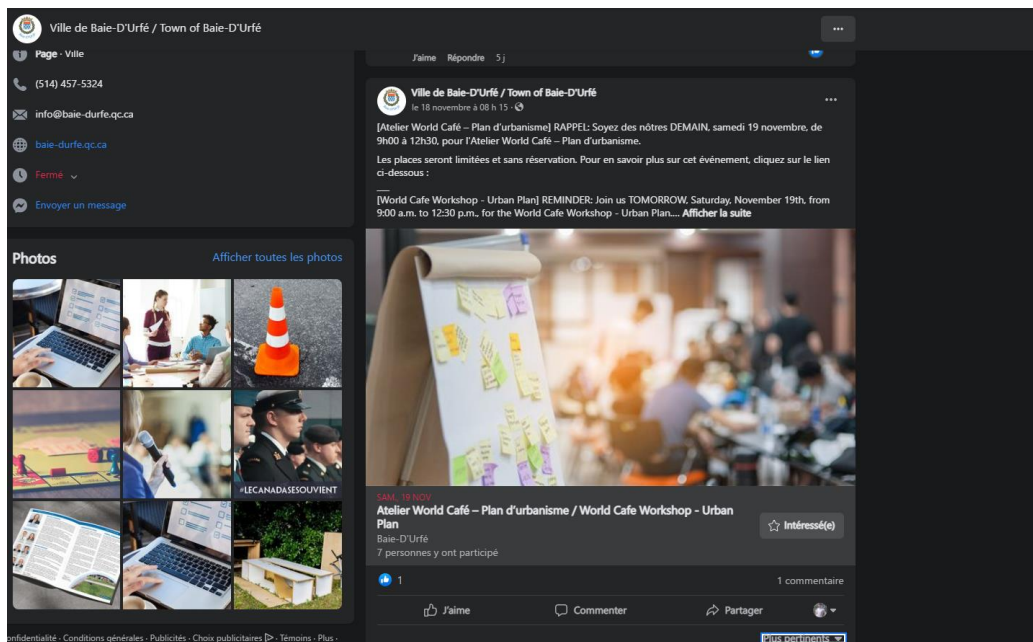 Ville de Baie-D'Urfé / Town of Baie-D'Urfé
Page · Ville
(514) 457-5324
info@baie-durfe.qc.ca
baie-durfe.qc.ca
Fermé
Envoyer un message
Photos
Afficher toutes les photos
#LECANADASESOUVIENT
Confidentialité · Conditions générales · Publicités · Choix publicitaires · Témoins · Plus ·
J'aime Répondre 5 j
Ville de Baie-D'Urfé / Town of Baie-D'Urfé
le 18 novembre à 08 h 15 ·
[Atelier World Café – Plan d'urbanisme] RAPPEL: Soyez des nôtres DEMAIN, samedi 19 novembre, de
9h00 à 12h30, pour l'Atelier World Café – Plan d'urbanisme.
Les places seront limitées et sans réservation. Pour en savoir plus sur cet événement, cliquez sur le lien
ci-dessous :
___
[World Cafe Workshop - Urban Plan] REMINDER: Join us TOMORROW, Saturday, November 19th, from
9:00 a.m. to 12:30 p.m., for the World Cafe Workshop - Urban Plan.... Afficher la suite
SAM., 19 NOV
Atelier World Café – Plan d'urbanisme / World Cafe Workshop - Urban
Plan
Baie-D'Urfé
7 personnes y ont participé
Intéressé(e)
1
1 commentaire
J'aime
Commenter
Partager
Plus pertinents